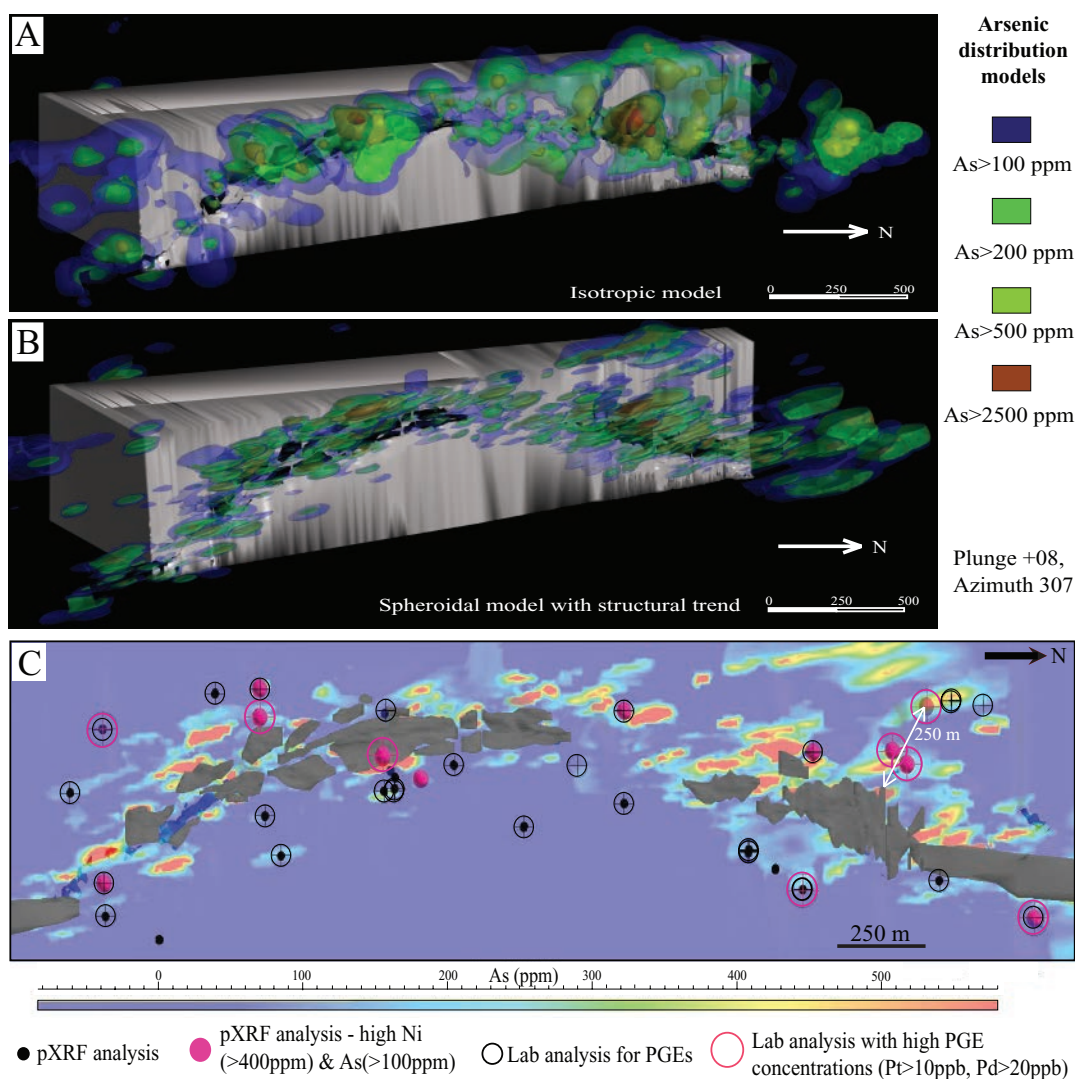 A
Isotropic model
N
0 250 500
Arsenic
distribution
models
As>100 ppm
As>200 ppm
As>500 ppm
As>2500 ppm
B
Spheroidal model with structural trend
N
0 250 500
Plunge +08,
Azimuth 307
C
N
250 m
250 m
0 100 200 300 400 500
As (ppm)
pXRF analysis
pXRF analysis - high Ni
(>400ppm) & As(>100ppm)
Lab analysis for PGEs
Lab analysis with high PGE
concentrations (Pt>10ppb, Pd>20ppb)